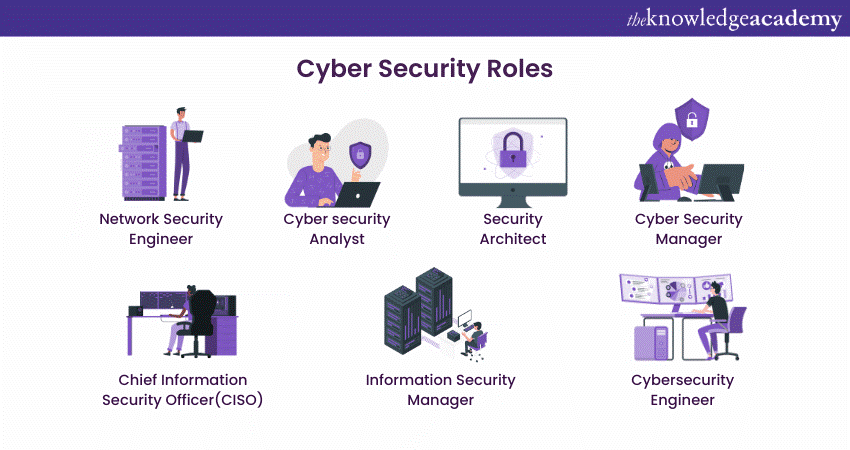 theknowledgeacademy
Cyber Security Roles
Network Security
Engineer
Cyber security
Analyst
Security
Architect
Cyber Security
Manager
Chief Information
Security Officer(CISO)
Information Security
Manager
Cybersecurity
Engineer